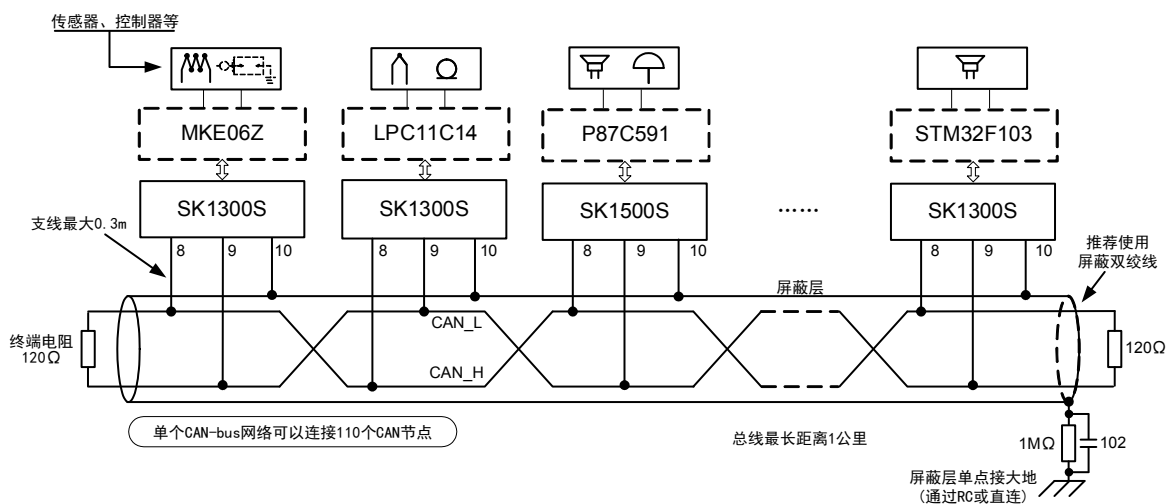 传感器、控制器等
MKE06Z
LPC11C14
P87C591
STM32F103
SK1300S
SK1300S
SK1500S
……
SK1300S
支线最大0.3m
8
9
10
8
9
10
8
9
10
8
9
10
推荐使用
屏蔽双绞线
屏蔽层
终端电阻
120Ω
CAN_L
CAN_H
120Ω
单个CAN-bus网络可以连接110个CAN节点
总线最长距离1公里
1MΩ
102
屏蔽层单点接大地
(通过RC或直连)